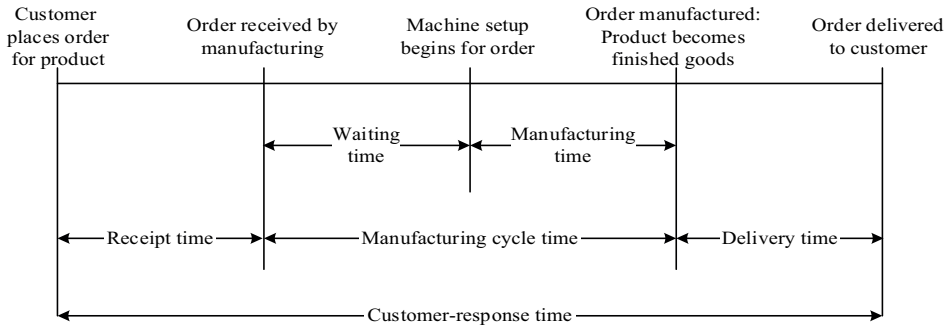 Customer
places order
for product
Order received by
manufacturing
Machine setup
begins for order
Order manufactured:
Product becomes
finished goods
Order delivered
to customer
Waiting
time
Manufacturing
time
Receipt time
Manufacturing cycle time
Delivery time
Customer-response time